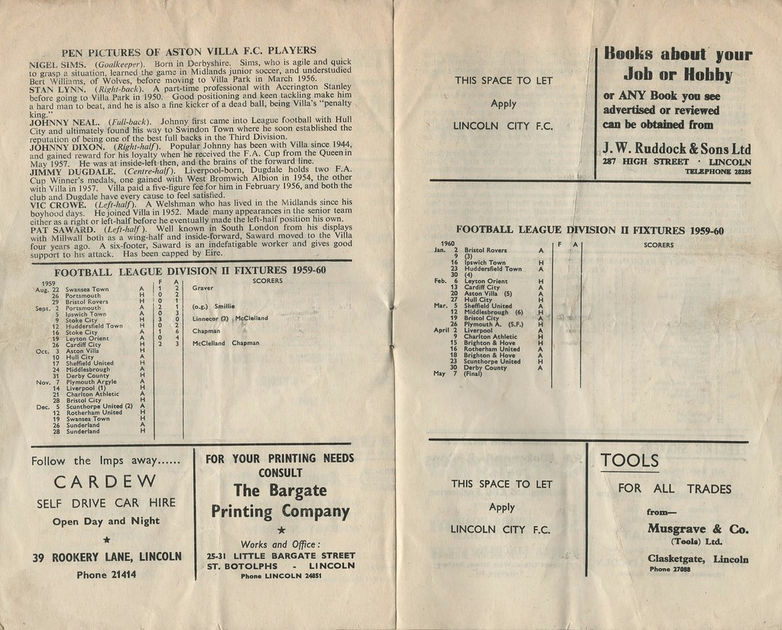 PEN PICTURES OF ASTON VILLA F.C. PLAYERS
NIGEL SIMS. (Goalkeeper). Born in Derbyshire. Sims, who is agile and quick
to grasp a situation, learned the game in Midlands junior soccer, and understudied
Bert Williams, of Wolves, before moving to Villa Park in March 1956.
STAN LYNN. (Right-back). A part-time professional with Accrington Stanley
before going to Villa Park in 1950. Good positioning and keen tackling make him
a hard man to beat, and he is also a fine kicker of a dead ball, being Villa's "penalty
king."
JOHNNY NEAL. (Full-back). Johnny first came into League football with Hull
City and ultimately found his way to Swindon Town where he soon established the
reputation of being one of the best full backs in the Third Division.
JOHNNY DIXON. (Right-half). Popular Johnny has been with Villa since 1944,
and gained reward for his loyalty when he received the F.A. Cup from the Queen in
May 1957. He was at inside-left then, and the brains of the forward line.
JIMMY DUGDALE. (Centre-half). Liverpool-born, Dugdale holds two F.A.
Cup Winner's medals, one gained with West Bromwich Albion in 1954, the other
with Villa in 1957. Villa paid a five-figure fee for him in February 1956, and both the
club and Dugdale have every cause to feel satisfied.
VIC CROWE. (Left-half). A Welshman who has lived in the Midlands since his
boyhood days. He joined Villa in 1952. Made many appearances in the senior team
either as a right or left-half before he eventually made the left-half position his own.
PAT SAWARD. (Left-half). Well known in South London from his displays
with Millwall both as a wing-half and inside-forward, Saward moved to the Villa
four years ago. A six-footer, Saward is an indefatigable worker and gives good
support to his attack. Has been capped by Eire.
FOOTBALL LEAGUE DIVISION II FIXTURES 1959-60
1959 F A SCORERS
Aug. 22 Swansea Town A 1 2 Graver
26 Portsmouth H 0 2
29 Bristol Rovers H 0 1
Sept. 2 Portsmouth A 2 1 (o.g.) Smillie
5 Ipswich Town A 0 3
9 Stoke City H 3 0 Linnecor (2) McClelland
12 Huddersfield Town H 0 2
16 Stoke City A 1 6 Chapman
19 Leyton Orient A 0 4
26 Cardiff City H 2 3 McClelland Chapman
Oct. 3 Aston Villa A
10 Hull City H
17 Sheffield United H
24 Middlesbrough A
31 Derby County H
Nov. 7 Plymouth Argyle A
14 Liverpool (1) H
21 Charlton Athletic A
28 Bristol City H
Dec. 5 Scunthorpe United (2) A
12 Rotherham United H
19 Swansea Town H
26 Sunderland A
28 Sunderland H
Follow the Imps away......
CARDEW
SELF DRIVE CAR HIRE
Open Day and Night
★
39 ROOKERY LANE, LINCOLN
Phone 21414
FOR YOUR PRINTING NEEDS
CONSULT
The Bargate
Printing Company
★
Works and Office:
25-31 LITTLE BARGATE STREET
ST. BOTOLPHS - LINCOLN
Phone LINCOLN 24851
THIS SPACE TO LET
Apply
LINCOLN CITY F.C.
Books about your
Job or Hobby
or ANY Book you see
advertised or reviewed
can be obtained from
J. W. Ruddock & Sons Ltd
287 HIGH STREET · LINCOLN
TELEPHONE 28285
FOOTBALL LEAGUE DIVISION II FIXTURES 1959-60
1960 F A SCORERS
Jan. 2 Bristol Rovers A
9 (3)
16 Ipswich Town H
23 Huddersfield Town A
30 (4)
Feb. 6 Leyton Orient H
13 Cardiff City A
20 Aston Villa (5) H
27 Hull City H
Mar. 5 Sheffield United A
12 Middlesbrough (6) H
19 Bristol City A
26 Plymouth A. (S.F.) H
April 2 Liverpool A
9 Charlton Athletic H
15 Brighton & Hove H
16 Rotherham United A
18 Brighton & Hove A
23 Scunthorpe United H
30 Derby County A
May 7 (Final)
THIS SPACE TO LET
Apply
LINCOLN CITY F.C.
TOOLS
FOR ALL TRADES
from—
Musgrave & Co.
(Tools) Ltd.
Clasketgate, Lincoln
Phone 27088